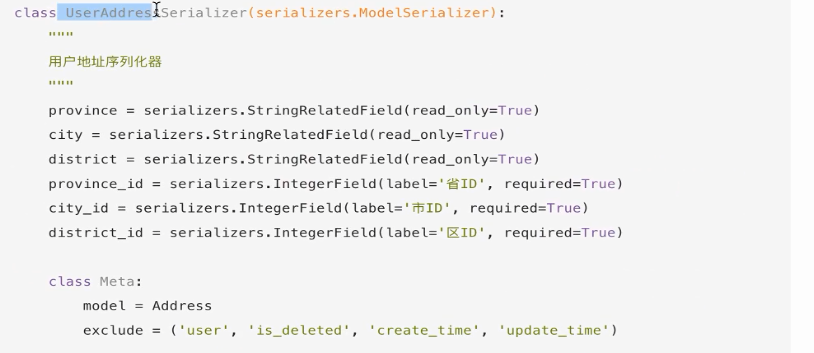 class UserAddressSerializer(serializers.ModelSerializer):
"""
用户地址序列化器
"""
province = serializers.StringRelatedField(read_only=True)
city = serializers.StringRelatedField(read_only=True)
district = serializers.StringRelatedField(read_only=True)
province_id = serializers.IntegerField(label='省ID', required=True)
city_id = serializers.IntegerField(label='市ID', required=True)
district_id = serializers.IntegerField(label='区ID', required=True)
class Meta:
model = Address
exclude = ('user', 'is_deleted', 'create_time', 'update_time')